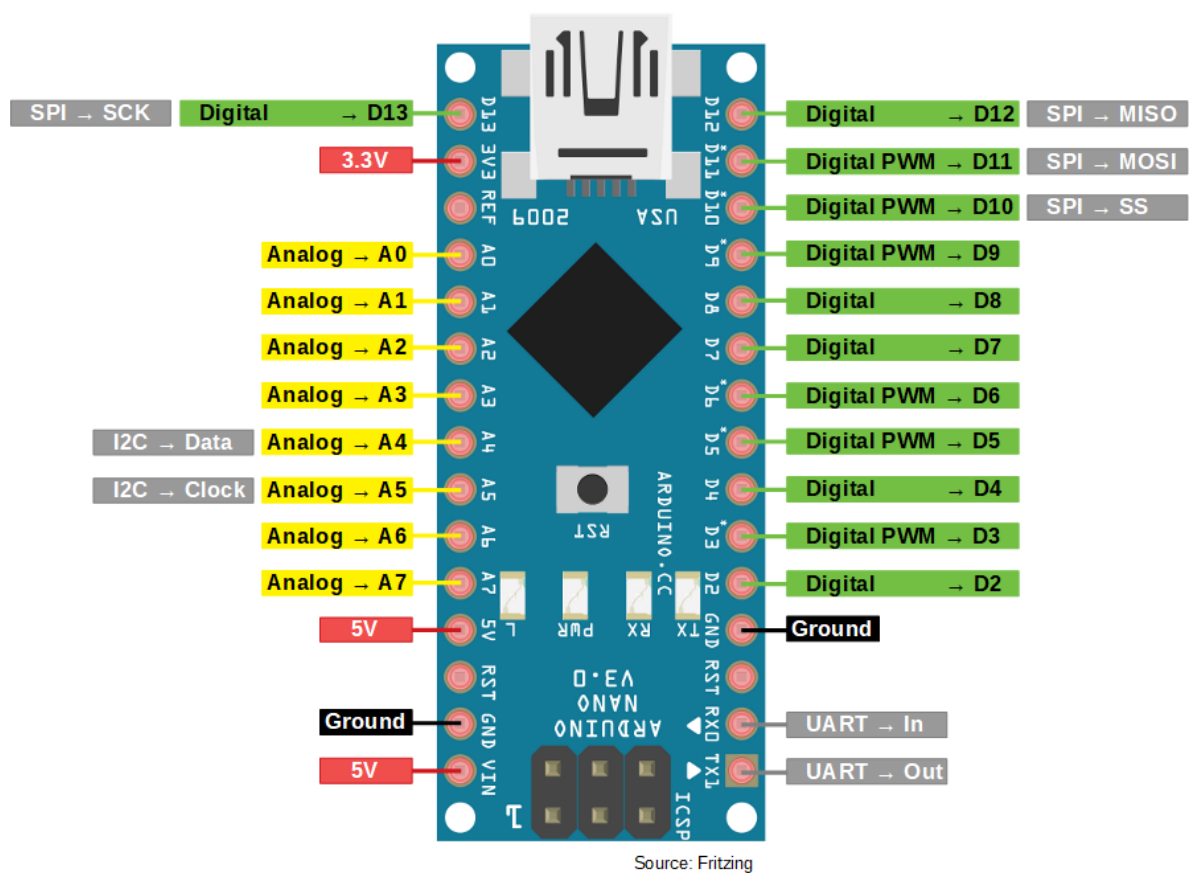 SPI → SCK
Digital → D13
3.3V
Analog → A0
Analog → A1
Analog → A2
Analog → A3
I2C → Data
Analog → A4
I2C → Clock
Analog → A5
Analog → A6
Analog → A7
5V
Ground
5V
D13
3V3
REF
A0
A1
A2
A3
A4
A5
A6
A7
5V
RST
GND
VIN
2009
USA
RST
ARDUINO.CC
L
PWR
RX
TX
ARDUINO
NANO
V3.0
1
ICSP
D12
D11*
D10*
D9*
D8
D7
D6*
D5*
D4
D3*
D2
GND
RST
RX0
TX1
Digital → D12
SPI → MISO
Digital PWM → D11
SPI → MOSI
Digital PWM → D10
SPI → SS
Digital PWM → D9
Digital → D8
Digital → D7
Digital PWM → D6
Digital PWM → D5
Digital → D4
Digital PWM → D3
Digital → D2
Ground
UART → In
UART → Out
Source: Fritzing